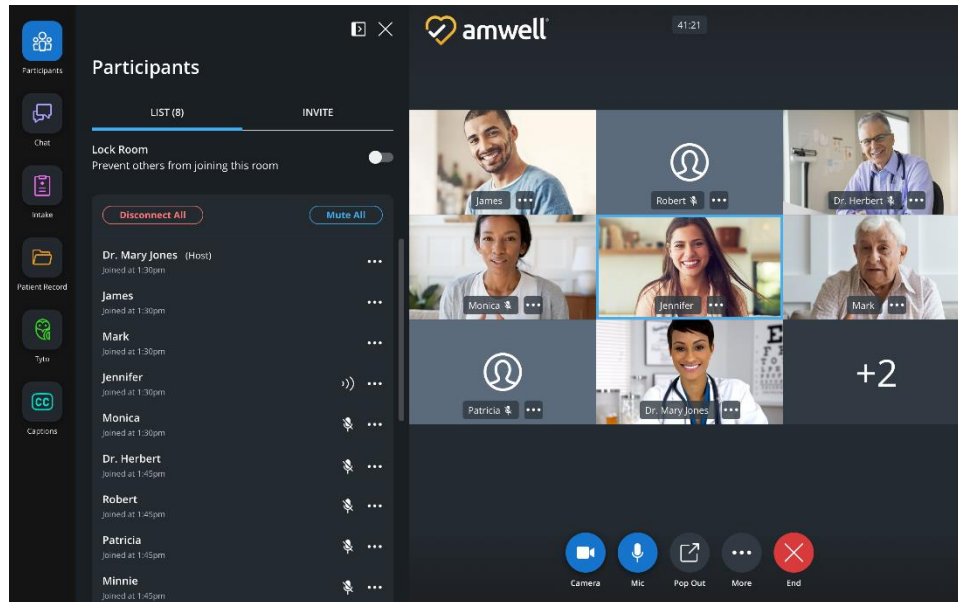 Participants
Chat
Intake
Patient Record
Tyto
CC
Captions
Participants
LIST (8)
INVITE
Lock Room
Prevent others from joining this room
Disconnect All
Mute All
Dr. Mary Jones (Host)
Joined at 1:30pm
James
Joined at 1:30pm
Mark
Joined at 1:30pm
Jennifer
Joined at 1:30pm
Monica
Joined at 1:30pm
Dr. Herbert
Joined at 1:45pm
Robert
Joined at 1:45pm
Patricia
Joined at 1:45pm
Minnie
Joined at 1:45pm
amwell
41:21
James
Robert
Dr. Herbert
Monica
Jennifer
Mark
Patricia
Dr. Mary Jones
+2
Camera
Mic
Pop Out
More
End